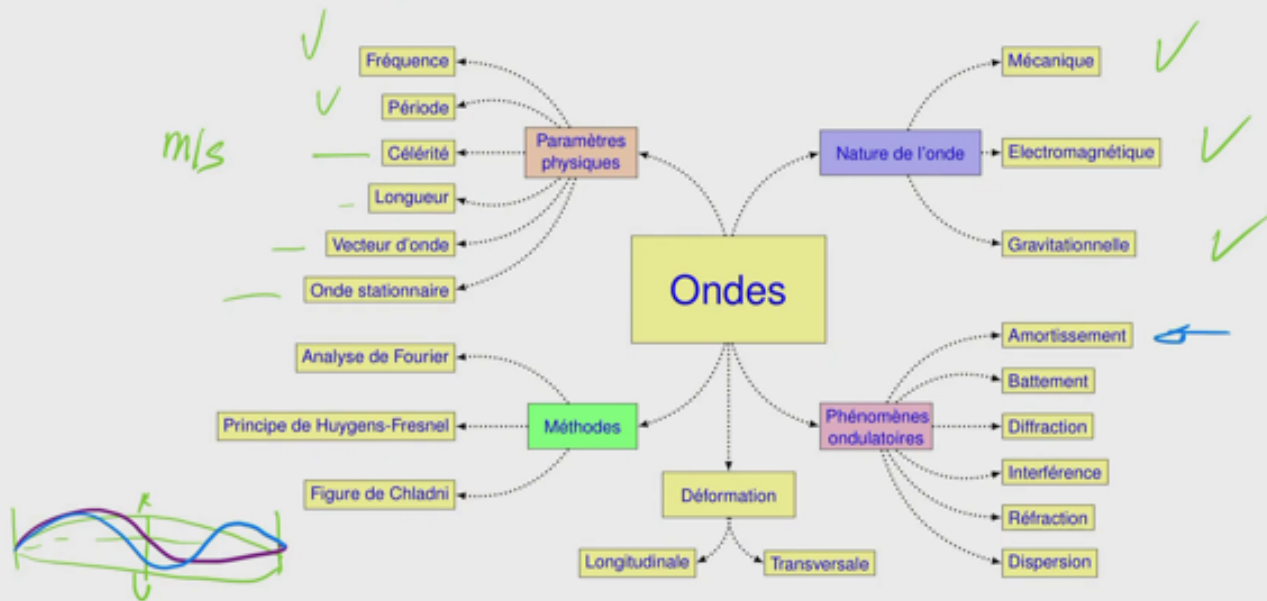 Fréquence
Période
m/s
Célérité
Longueur
Vecteur d'onde
Onde stationnaire
Paramètres
physiques
Nature de l'onde
Mécanique
Electromagnétique
Gravitationnelle
Ondes
Analyse de Fourier
Principe de Huygens-Fresnel
Figure de Chladni
Méthodes
Déformation
Longitudinale
Transversale
Phénomènes
ondulatoires
Amortissement
Battement
Diffraction
Interférence
Réfraction
Dispersion